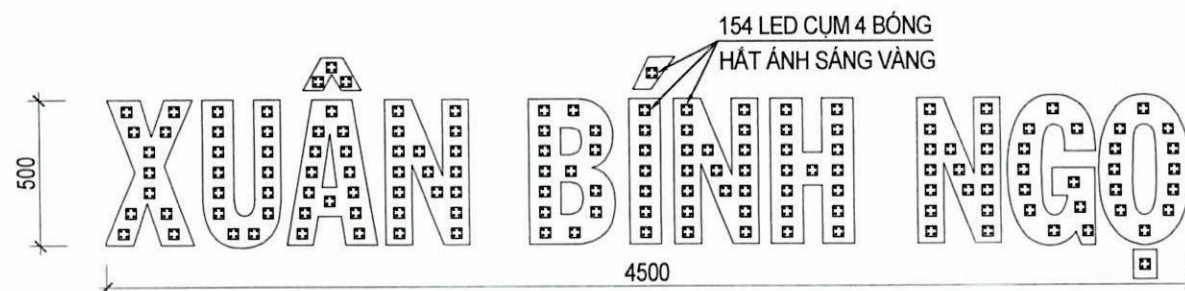 154 LED CỤM 4 BÓNG
HẮT ÁNH SÁNG VÀNG
XUÂN BÍNH NGỌ
500
4500